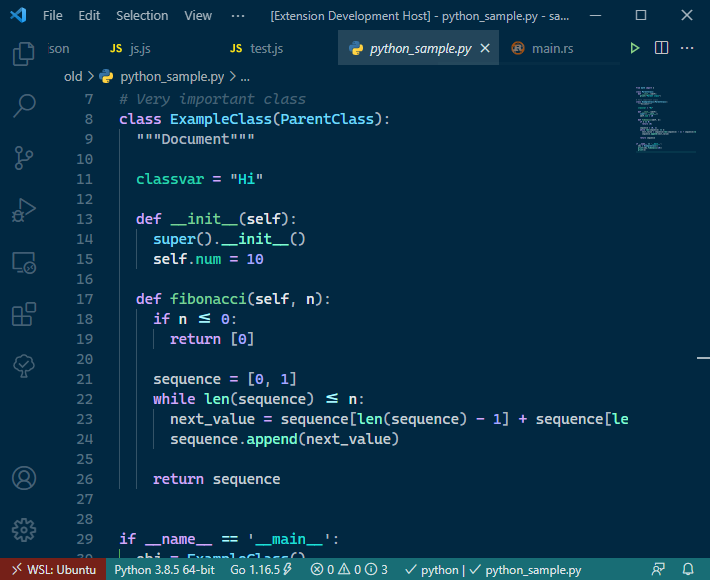 File Edit Selection View ··· [Extension Development Host] - python_sample.py - sa...
son JS js.js JS test.js python_sample.py main.rs ···
old > python_sample.py > ...
7 # Very important class
8 class ExampleClass(ParentClass):
9 """Document"""
10
11 classvar = "Hi"
12
13 def __init__(self):
14 super().__init__()
15 self.num = 10
16
17 def fibonacci(self, n):
18 if n ≤ 0:
19 return [0]
20
21 sequence = [0, 1]
22 while len(sequence) ≤ n:
23 next_value = sequence[len(sequence) - 1] + sequence[le
24 sequence.append(next_value)
25
26 return sequence
27
28
29 if __name__ == '__main__':
30 obj = ExampleClass()
WSL: Ubuntu Python 3.8.5 64-bit Go 1.16.5 0 0 3 python | python_sample.py